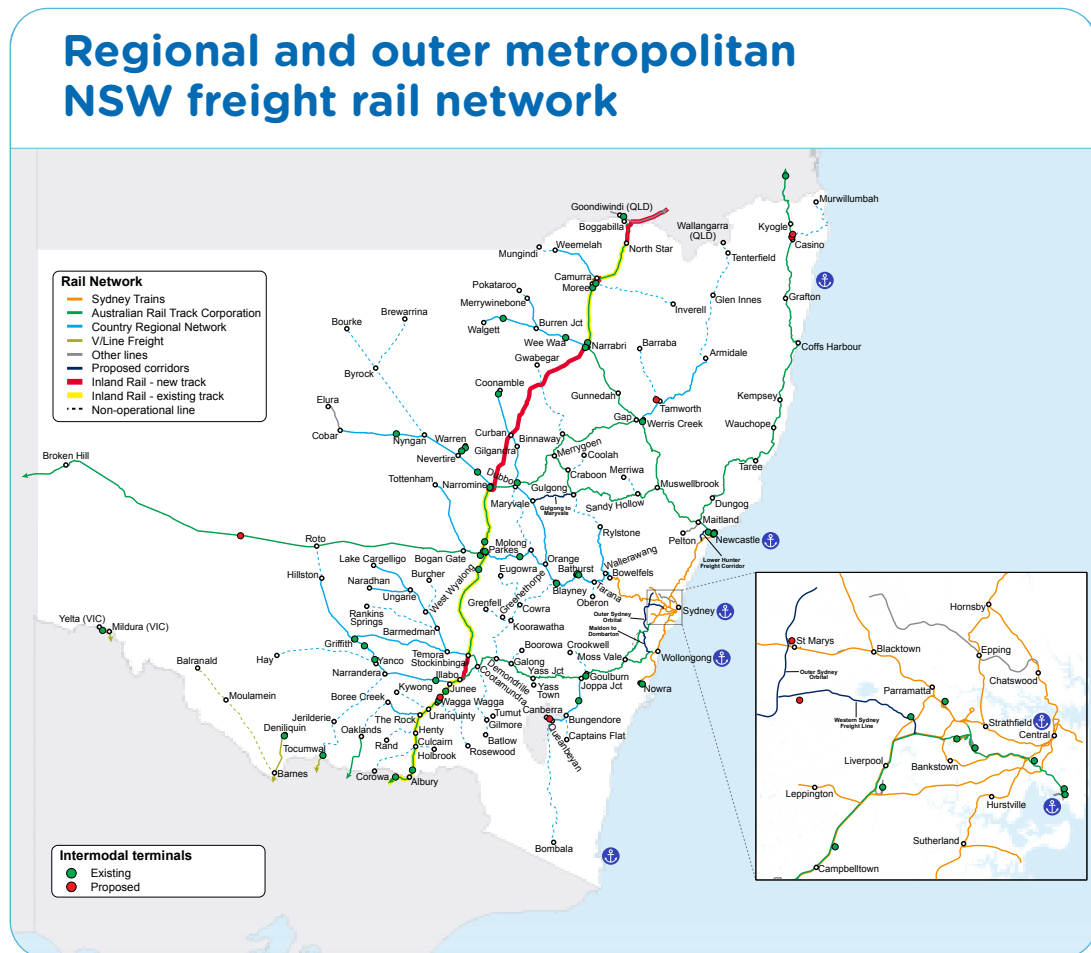 Regional and outer metropolitan
NSW freight rail network
Rail Network
Sydney Trains
Australian Rail Track Corporation
Country Regional Network
V/Line Freight
Other lines
Proposed corridors
Inland Rail - new track
Inland Rail - existing track
Non-operational line
Goondiwindi (QLD)
Boggabilla
North Star
Wallangarra
(QLD)
Murwillumbah
Kyogle
Casino
Mungindi
Weemelah
Tenterfield
Camurra
Moree
Pokataroo
Merrywinebone
Glen Innes
Inverell
Grafton
Brewarrina
Bourke
Walgett
Burren Jct
Wee Waa
Narrabri
Barraba
Armidale
Coffs Harbour
Gwabegar
Byrock
Coonamble
Gunnedah
Tamworth
Kempsey
Elura
Cobar
Nyngan
Warren
Nevertire
Curban
Gilgandra
Binnaway
Gap
Werris Creek
Wauchope
Merrygoen
Coolah
Craboon
Merriwa
Taree
Broken Hill
Tottenham
Narromine
Dubbo
Gulgong
Maryvale
Gulgong to
Maryvale
Sandy Hollow
Muswellbrook
Dungog
Maitland
Pelton
Newcastle
Lower Hunter
Freight Corridor
Rylstone
Roto
Bogan Gate
Parkes
Molong
Orange
Wallerawang
Bowelfels
Lake Cargelligo
Hillston
Naradhan
Burcher
Ungarie
West Wyalong
Eugowra
Greenethorpe
Bathurst
Blayney
Tarana
Oberon
Rankins
Springs
Grenfell
Cowra
Koorawatha
Outer Sydney
Orbital
Sydney
Maldon to
Dombarton
Yelta (VIC)
Mildura (VIC)
Barmedman
Griffith
Temora
Stockinbingal
Boorowa
Crookwell
Moss Vale
Wollongong
Balranald
Hay
Yanco
Narrandera
Illabo
Junee
Demondrille
Cootamundra
Galong
Yass Jct
Yass
Town
Goulburn
Joppa Jct
Nowra
Moulamein
Kywong
Boree Creek
Wagga Wagga
Uranquinty
The Rock
Tumut
Gilmore
Batlow
Canberra
Queanbeyan
Bungendore
Captains Flat
Jerilderie
Deniliquin
Oaklands
Rand
Henty
Culcairn
Holbrook
Rosewood
Tocumwal
Barnes
Corowa
Albury
Bombala
Intermodal terminals
Existing
Proposed
Hornsby
St Marys
Blacktown
Epping
Outer Sydney
Orbital
Chatswood
Parramatta
Western Sydney
Freight Line
Strathfield
Central
Liverpool
Bankstown
Leppington
Hurstville
Sutherland
Campbelltown